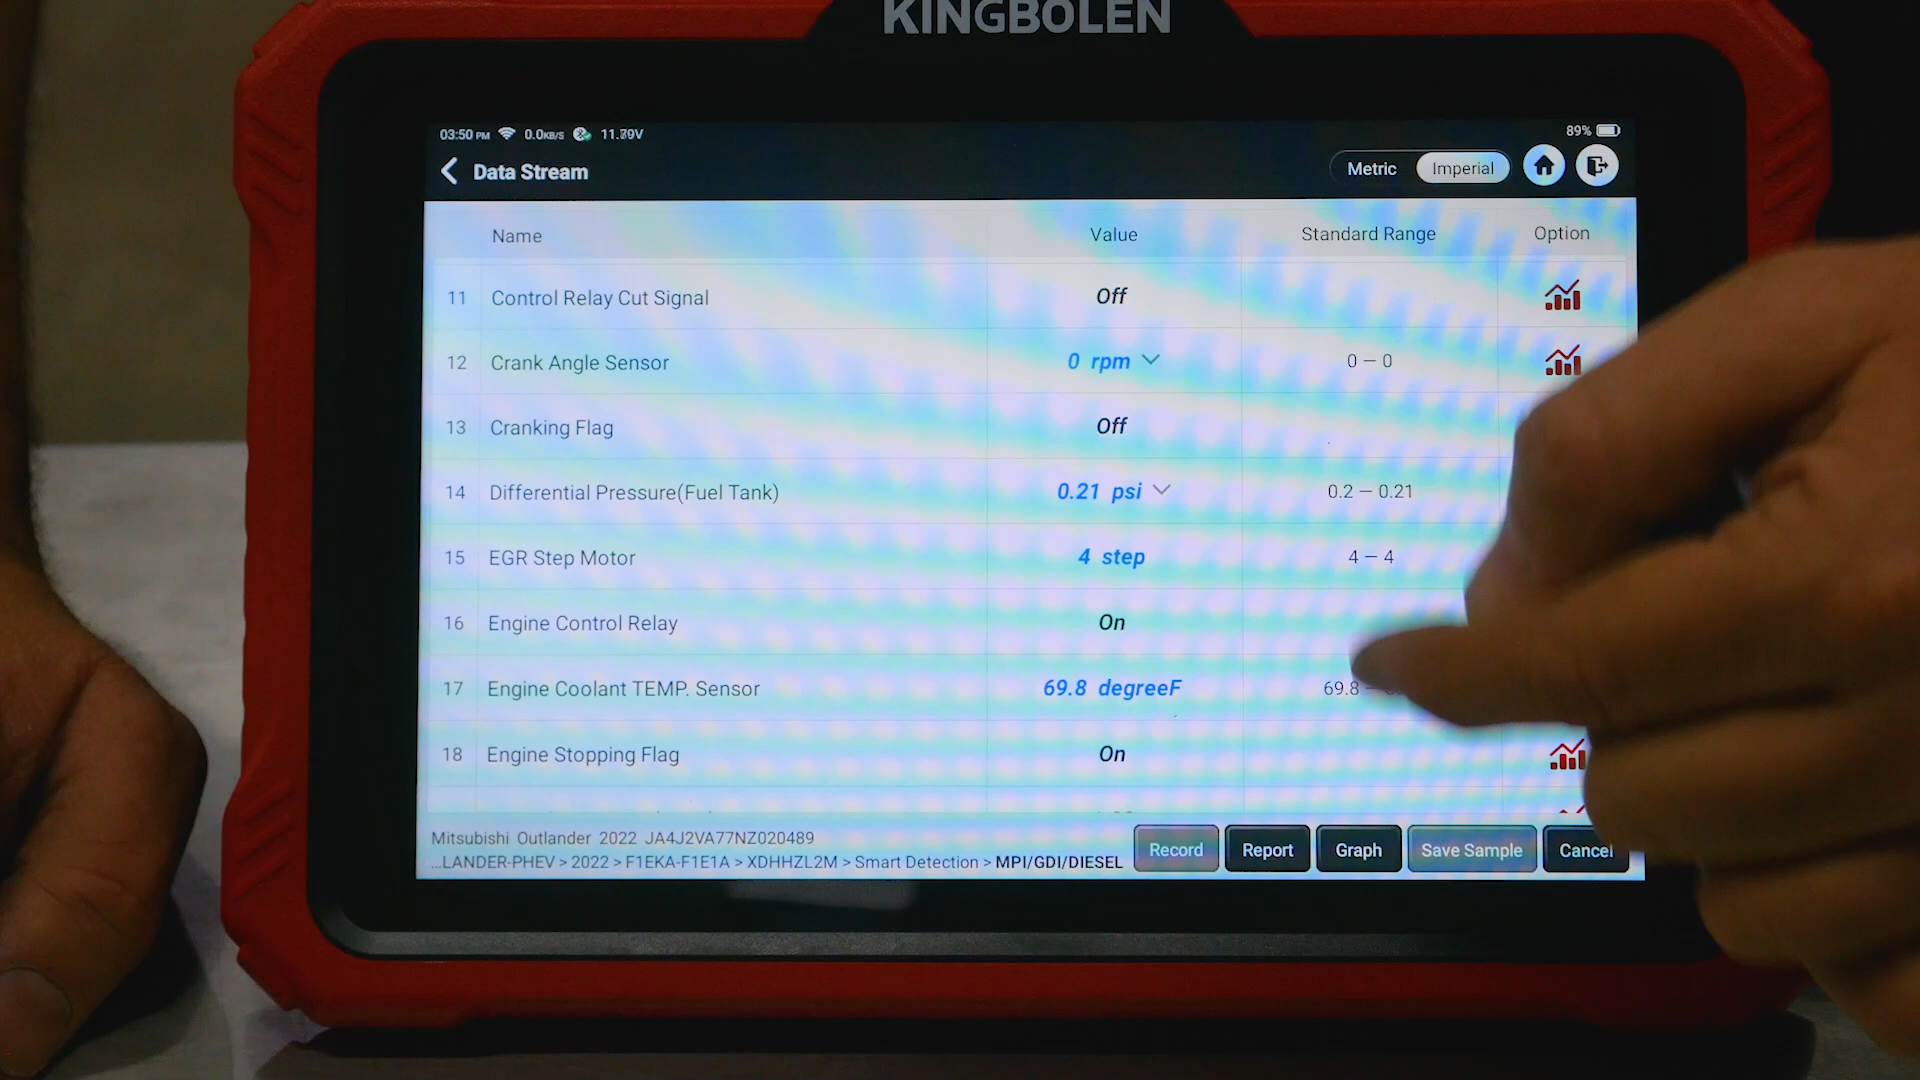 KINGBOLEN
03:50 PM 0.0KB/S
89%
Data Stream
Metric Imperial
Name Value Standard Range Option
11 Control Relay Cut Signal Off
12 Crank Angle Sensor 0 rpm 0 – 0
13 Cranking Flag Off
14 Differential Pressure(Fuel Tank) 0.21 psi 0.2 – 0.21
15 EGR Step Motor 4 step 4 – 4
16 Engine Control Relay On
17 Engine Coolant TEMP. Sensor 69.8 degreeF 69.8 –
18 Engine Stopping Flag On
Mitsubishi Outlander 2022 JA4J2VA77NZ020489
...LANDER-PHEV > 2022 > F1EKA-F1E1A > XDHHZL2M > Smart Detection > MPI/GDI/DIESEL
Record Report Graph Save Sample Cancel